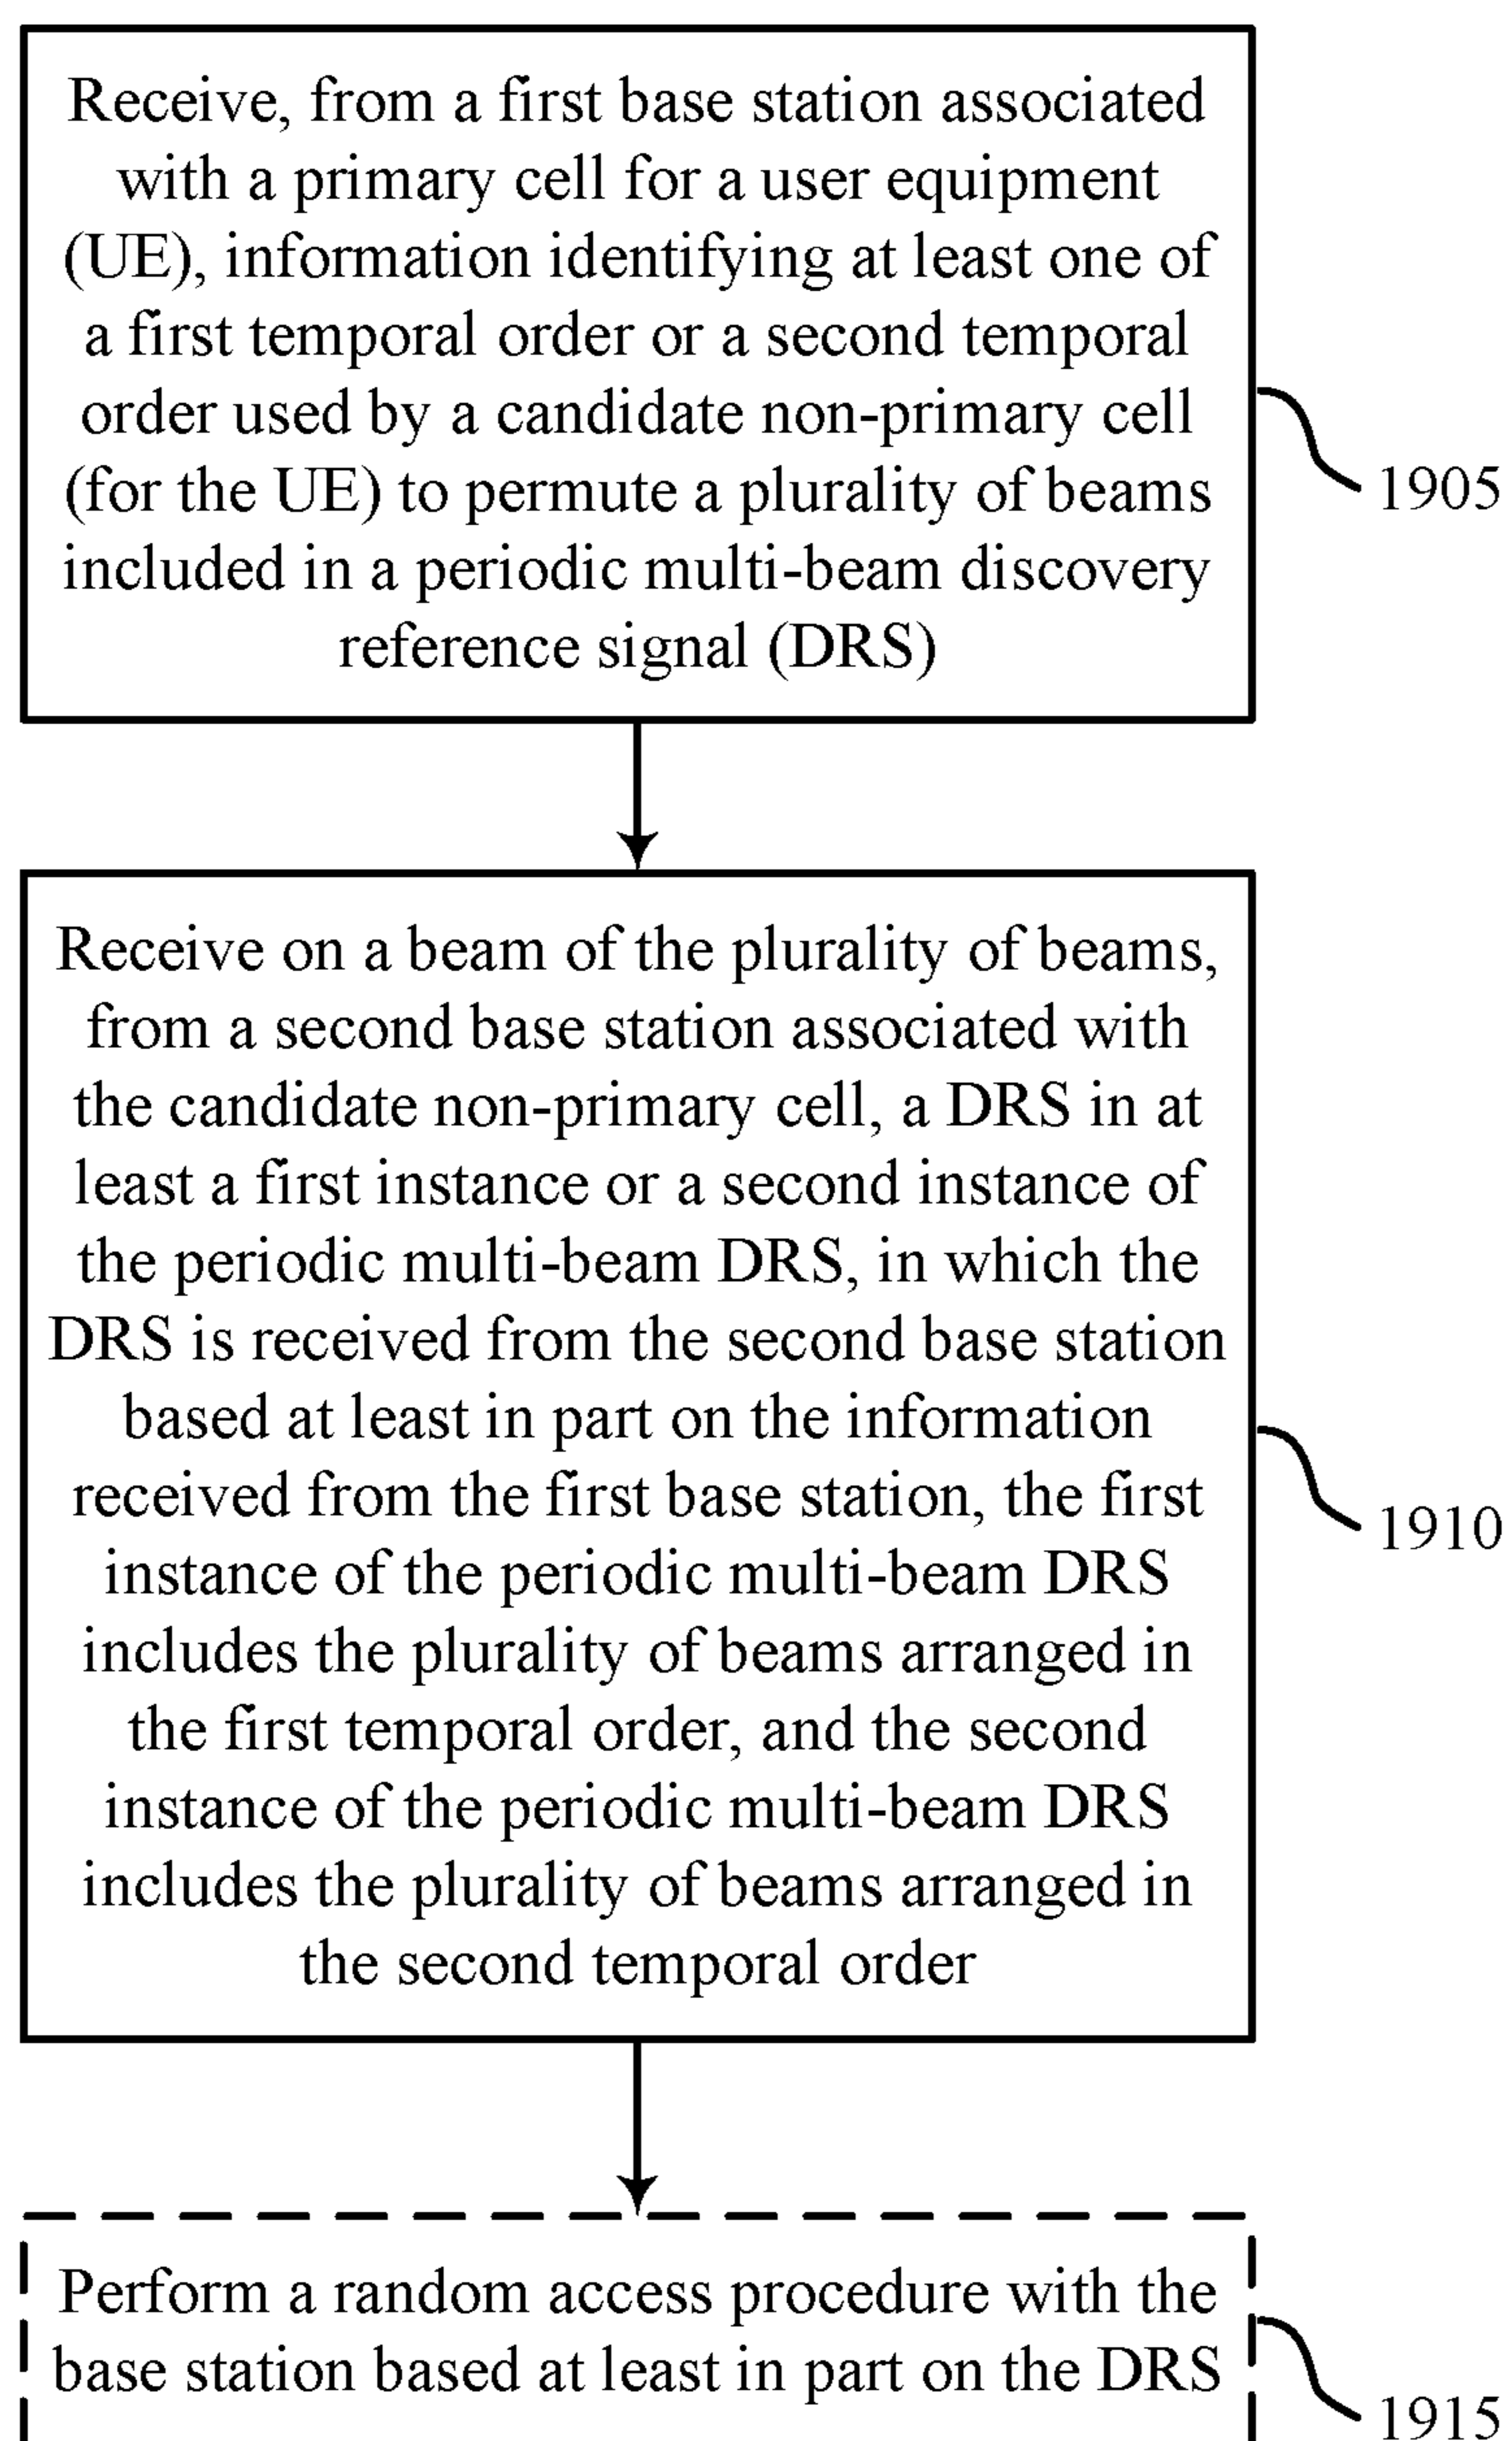 Receive, from a first base station associated
with a primary cell for a user equipment
(UE), information identifying at least one of
a first temporal order or a second temporal
order used by a candidate non-primary cell
(for the UE) to permute a plurality of beams
included in a periodic multi-beam discovery
reference signal (DRS)
1905
Receive on a beam of the plurality of beams,
from a second base station associated with
the candidate non-primary cell, a DRS in at
least a first instance or a second instance of
the periodic multi-beam DRS, in which the
DRS is received from the second base station
based at least in part on the information
received from the first base station, the first
instance of the periodic multi-beam DRS
includes the plurality of beams arranged in
the first temporal order, and the second
instance of the periodic multi-beam DRS
includes the plurality of beams arranged in
the second temporal order
1910
Perform a random access procedure with the
base station based at least in part on the DRS
1915